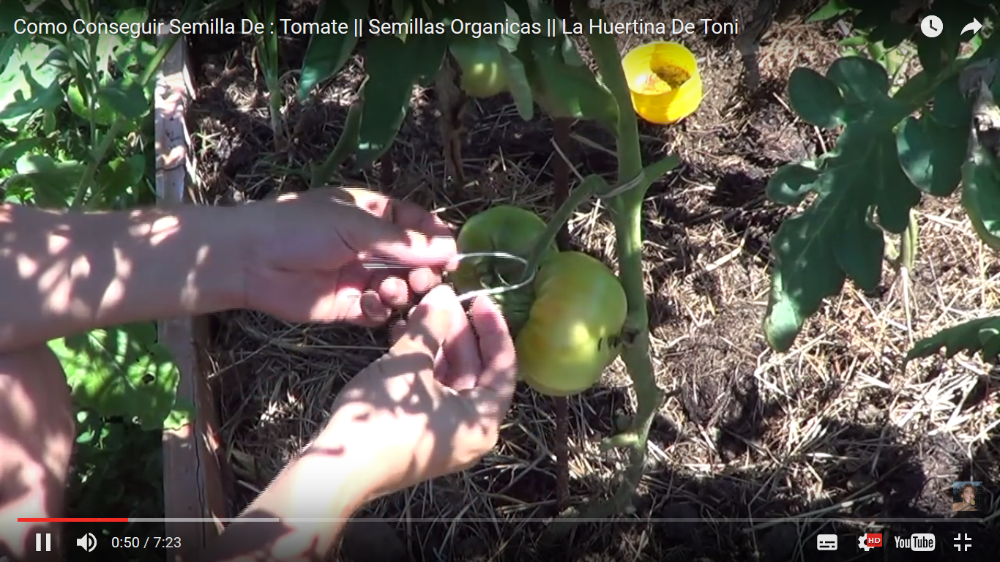 Como Conseguir Semilla De : Tomate || Semillas Organicas || La Huertina De Toni
0:50 / 7:23
HD
YouTube